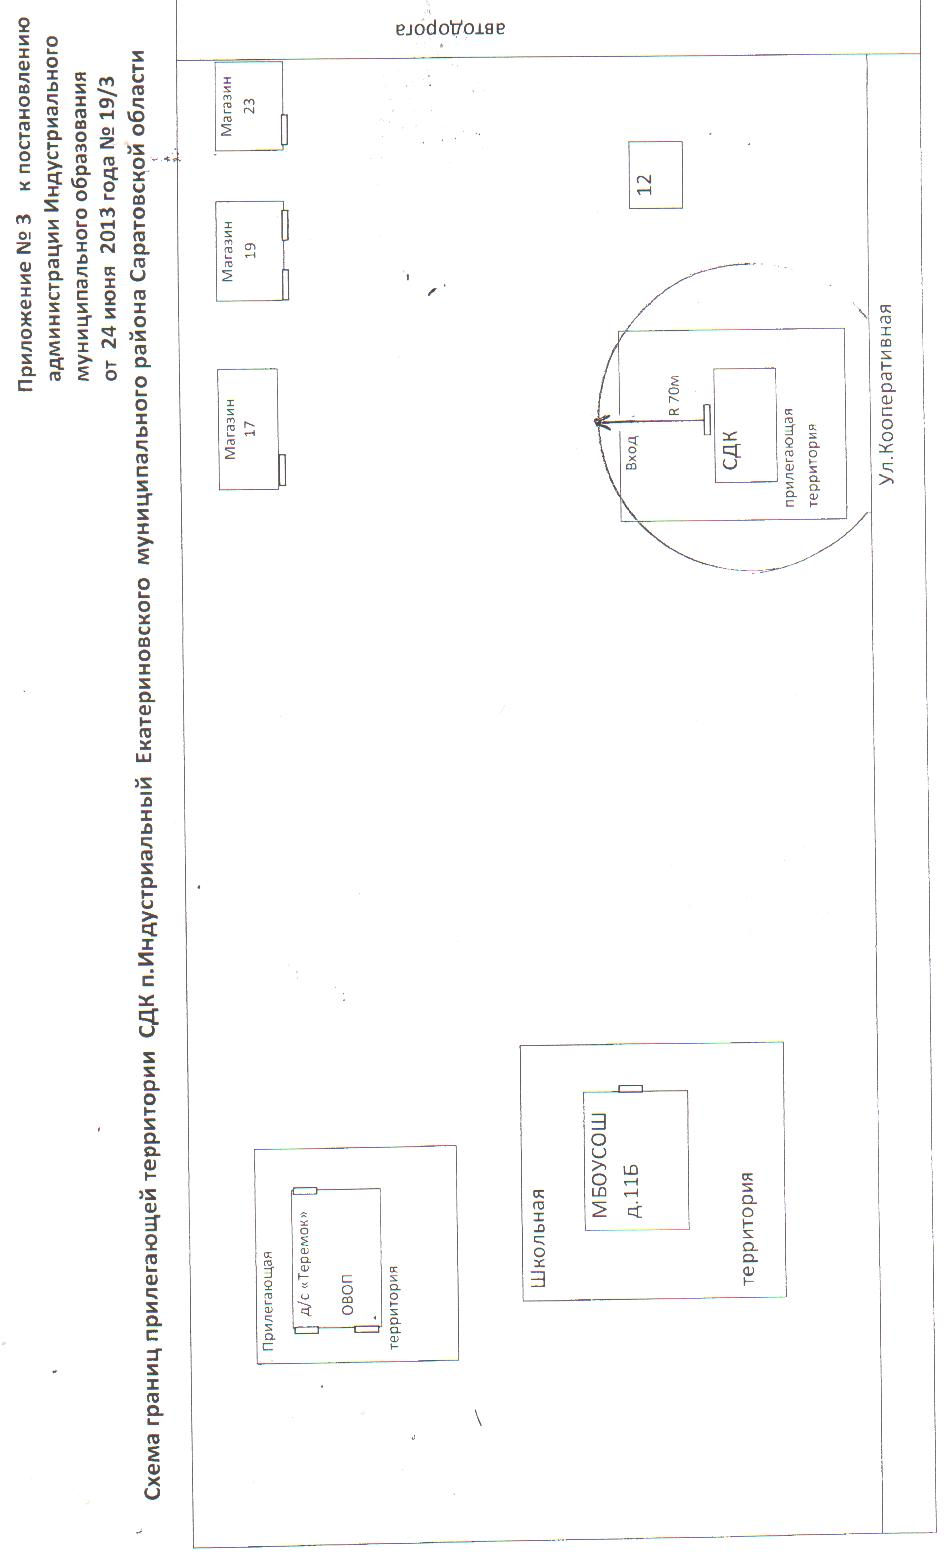 Приложение № 3 к постановлению
администрации Индустриального
муниципального образования
от 24 июня 2013 года № 19/3
Схема границ прилегающей территории СДК п.Индустриальный Екатериновского муниципального района Саратовской области
Прилегающая
д/с «Теремок»
ОВОП
территория
Магазин
17
Магазин
19
Магазин
23
автодорога
Школьная
МБОУСОШ
д.11Б
территория
Вход
R 70м
СДК
прилегающая
территория
12
Ул.Кооперативная